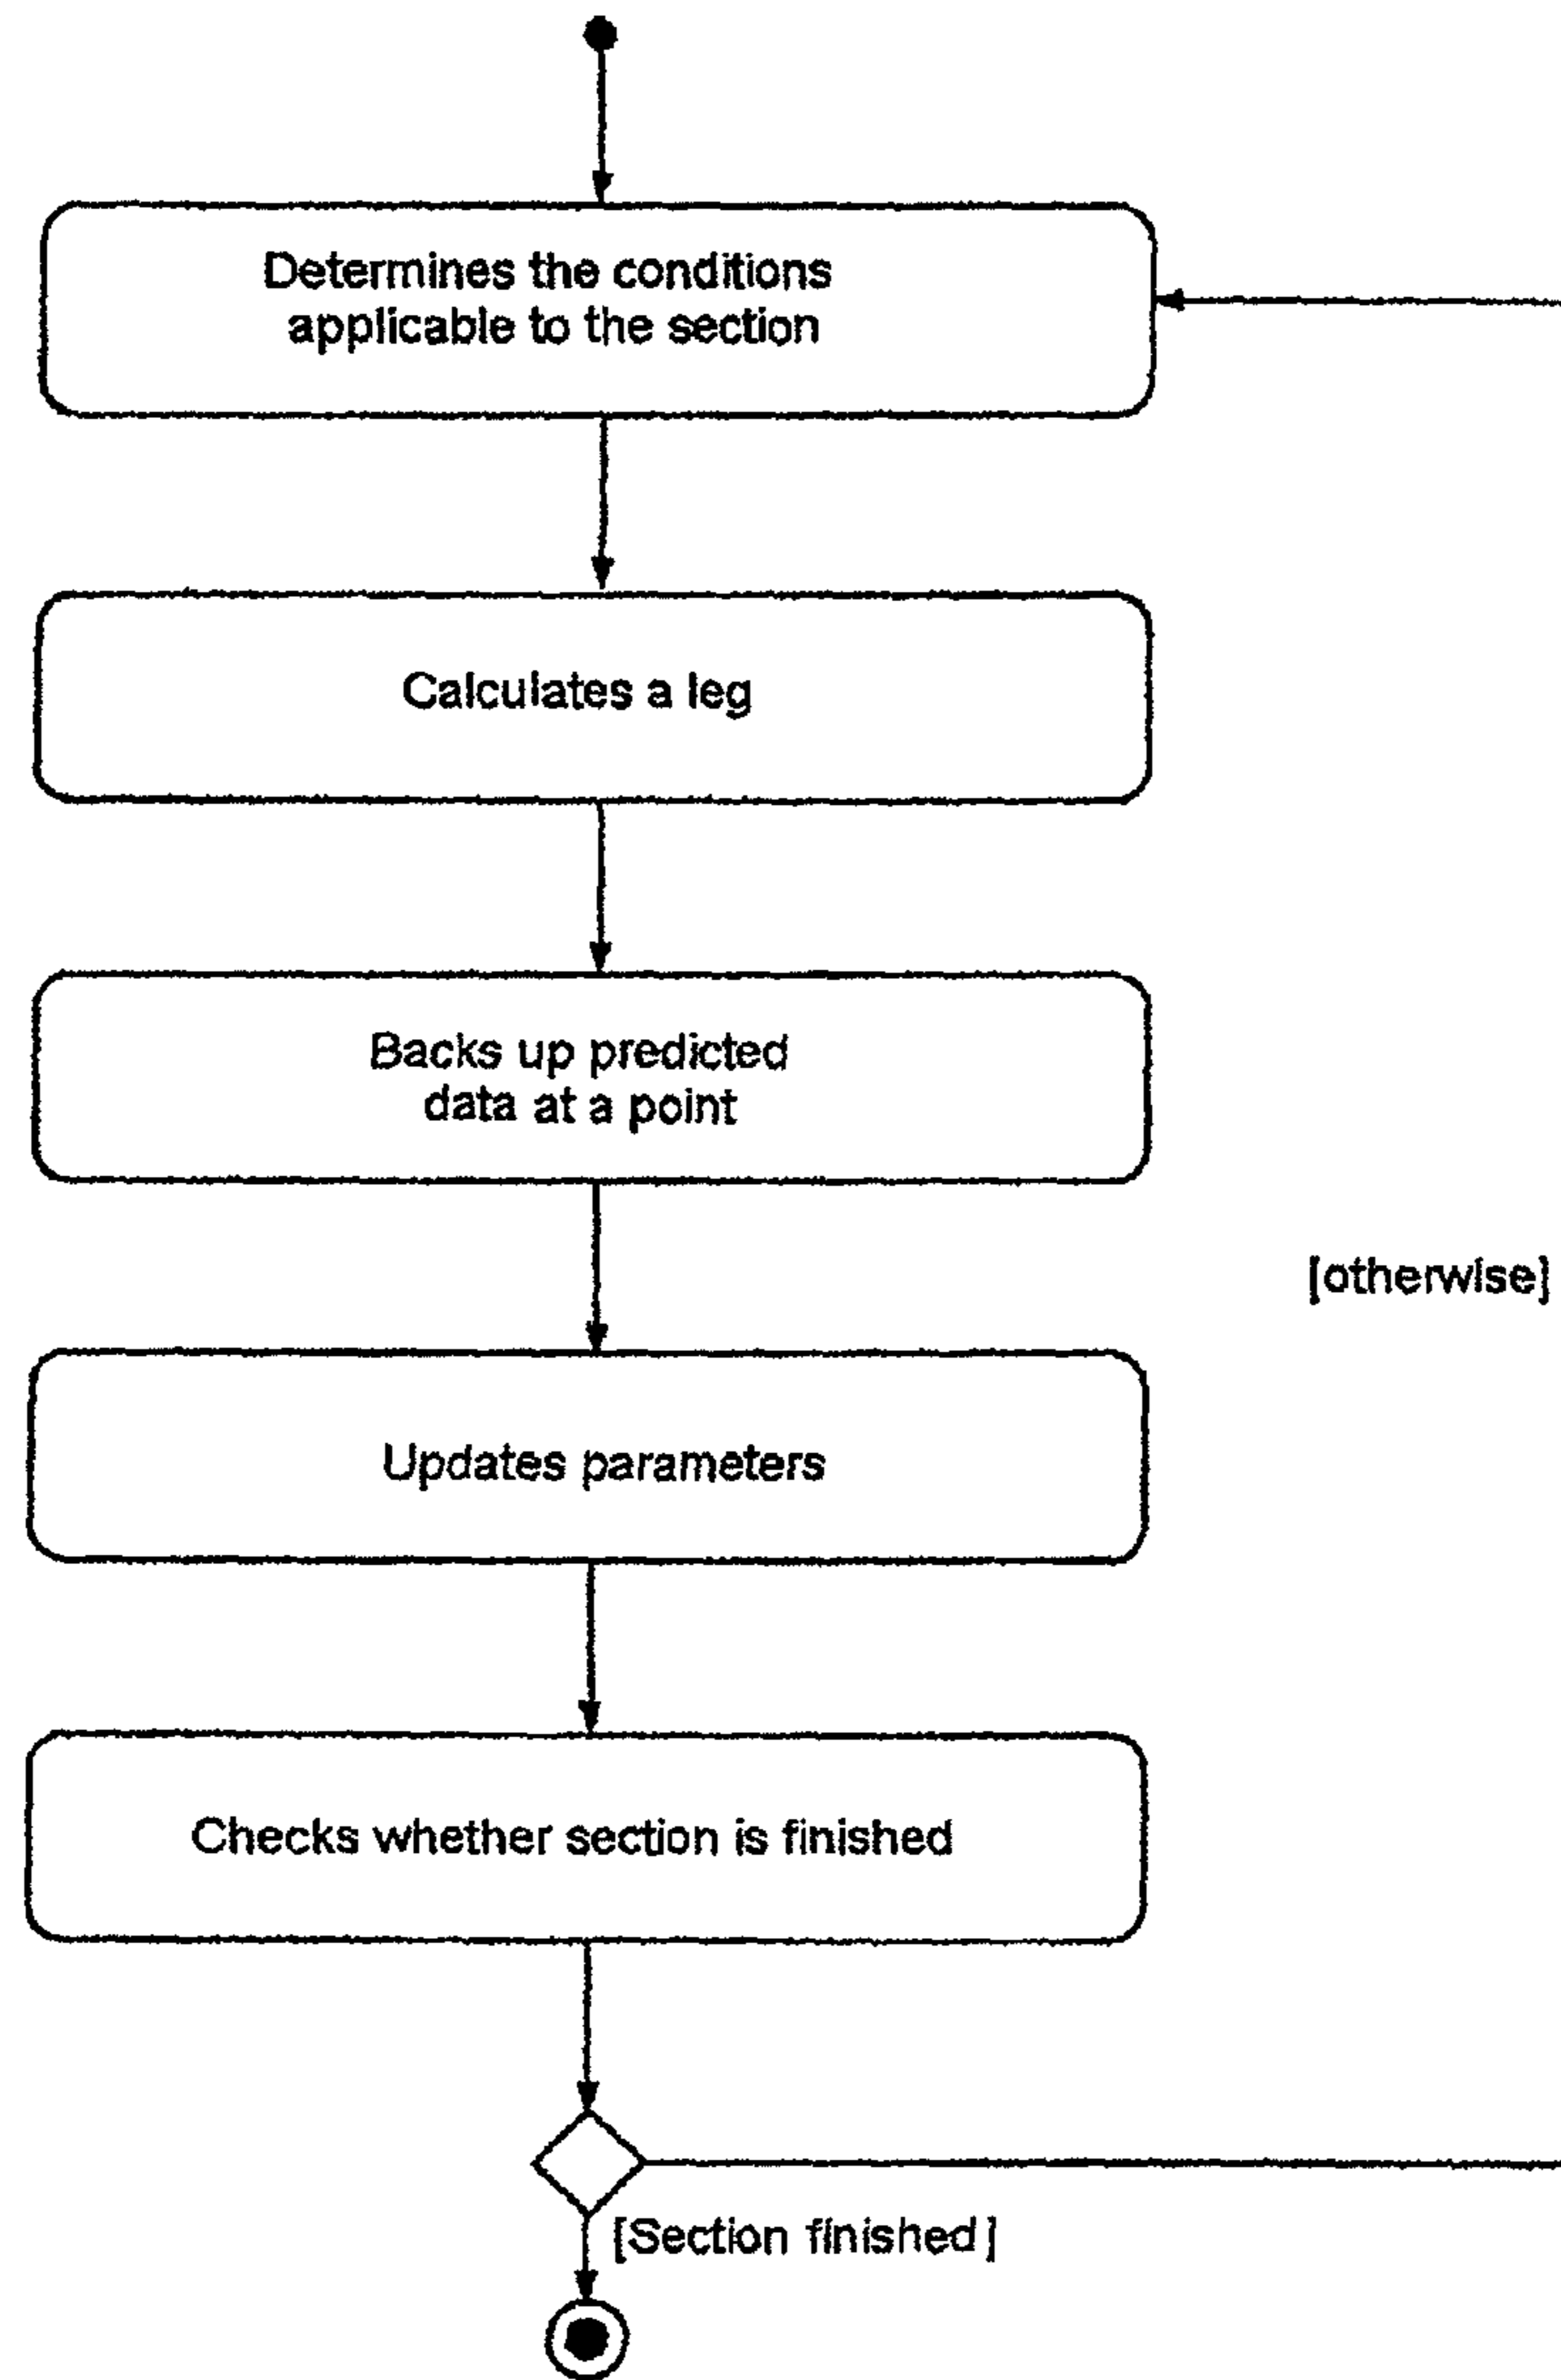 Determines the conditions
applicable to the section
Calculates a leg
Backs up predicted
data at a point
[otherwise]
Updates parameters
Checks whether section is finished
[Section finished]